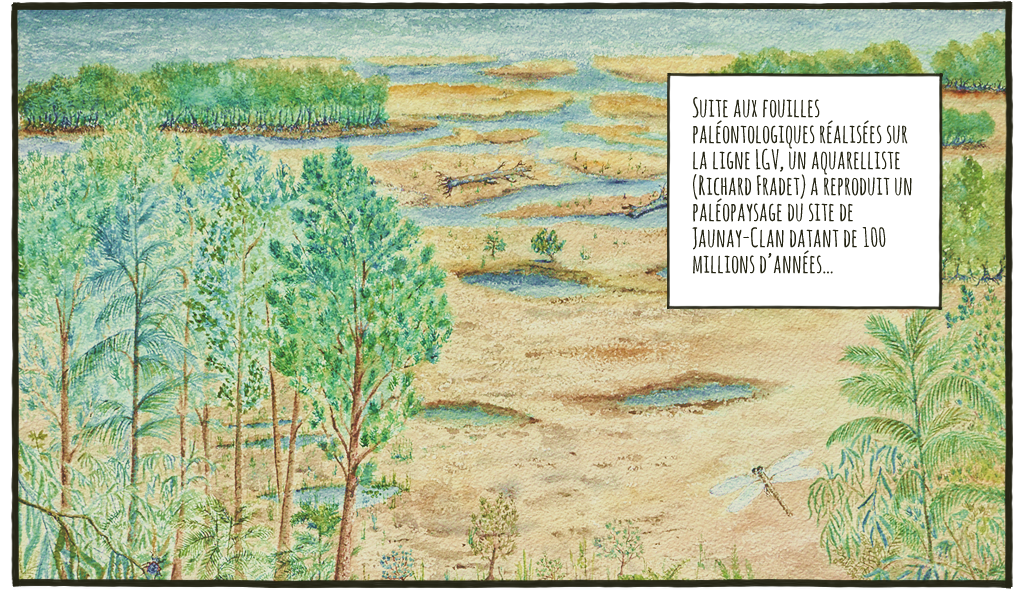 Suite aux fouilles
paléontologiques réalisées sur
la ligne LGV, un aquarelliste
(Richard Fradet) a reproduit un
paléopaysage du site de
Jaunay-Clan datant de 100
millions d'années...